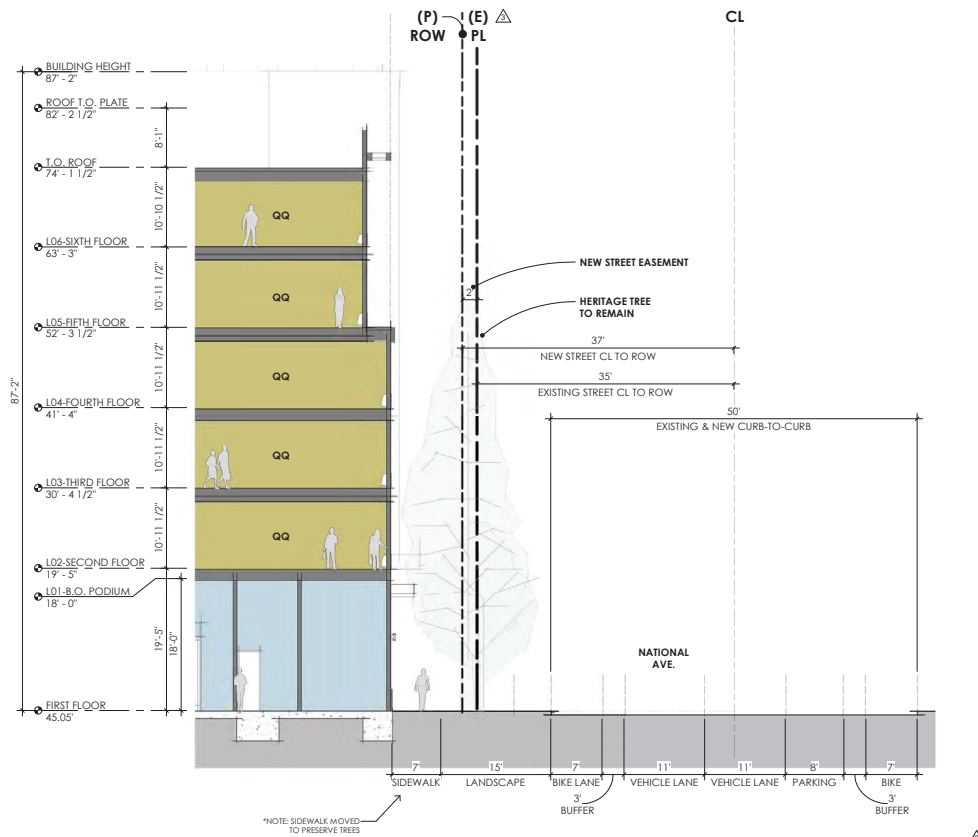 (P) (E) 3
ROW PL
CL
BUILDING HEIGHT
87' - 2"
ROOF T.O. PLATE
82' - 2 1/2"
8'-1"
T.O. ROOF
74' - 1 1/2"
10'-10 1/2"
QQ
L06-SIXTH FLOOR
63' - 3"
10'-11 1/2"
QQ
NEW STREET EASEMENT
2'
HERITAGE TREE
TO REMAIN
L05-FIFTH FLOOR
52' - 3 1/2"
37'
NEW STREET CL TO ROW
10'-11 1/2"
QQ
35'
EXISTING STREET CL TO ROW
87'-2"
L04-FOURTH FLOOR
41' - 4"
50'
EXISTING & NEW CURB-TO-CURB
10'-11 1/2"
QQ
L03-THIRD FLOOR
30' - 4 1/2"
10'-11 1/2"
QQ
L02-SECOND FLOOR
19' - 5"
L01-B.O. PODIUM
18' - 0"
19'-5"
18'-0"
NATIONAL
AVE.
FIRST FLOOR
45.05'
7' 15' 7' 11' 11' 8' 7'
SIDEWALK LANDSCAPE BIKE LANE VEHICLE LANE VEHICLE LANE PARKING BIKE
3' 3'
BUFFER BUFFER
*NOTE: SIDEWALK MOVED
TO PRESERVE TREES